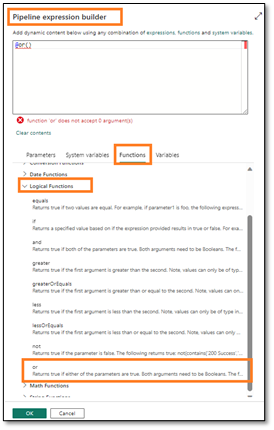 Pipeline expression builder
Add dynamic content below using any combination of expressions, functions and system variables.
@or()
function 'or' does not accept 0 argument(s)
Clear contents
Parameters System variables Functions Variables
Conversion Functions
Date Functions
Logical Functions
equals
Returns true if two values are equal. For example, if parameter1 is foo, the following expres...
if
Returns a specified value based on if the expression provided results in true or false. For exam...
and
Returns true if both of the parameters are true. Both arguments need to be Booleans. The f...
greater
Returns true if the first argument is greater than the second. Note, values can only be of typ...
greaterOrEquals
Returns true if the first argument is greater than or equal to the second. Note, values can on...
less
Returns true if the first argument is less than the second. Note, values can only be of type in...
lessOrEquals
Returns true if the first argument is less than or equal to the second. Note, values can only ...
not
Returns true if the parameter is false. The following returns true: not(contains('200 Success',...
or
Returns true if either of the parameters are true. Both arguments need to be Booleans. The f...
Math Functions
String Functions
OK Cancel